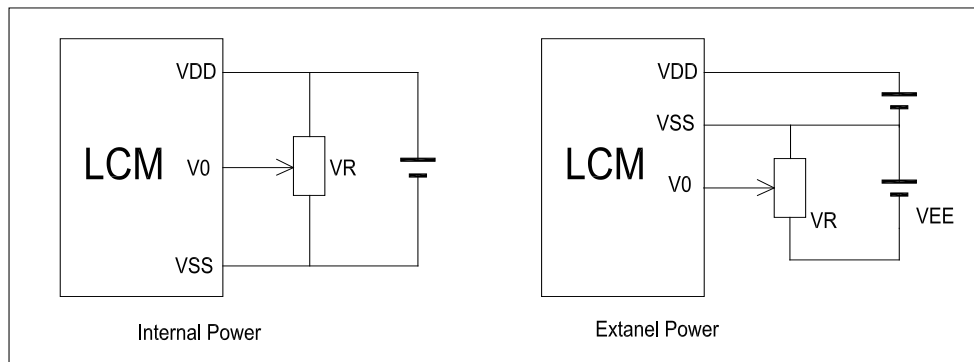 VDD
LCM
V0
VR
VSS
Internal Power
VDD
VSS
LCM
V0
VR
VEE
Extanel Power